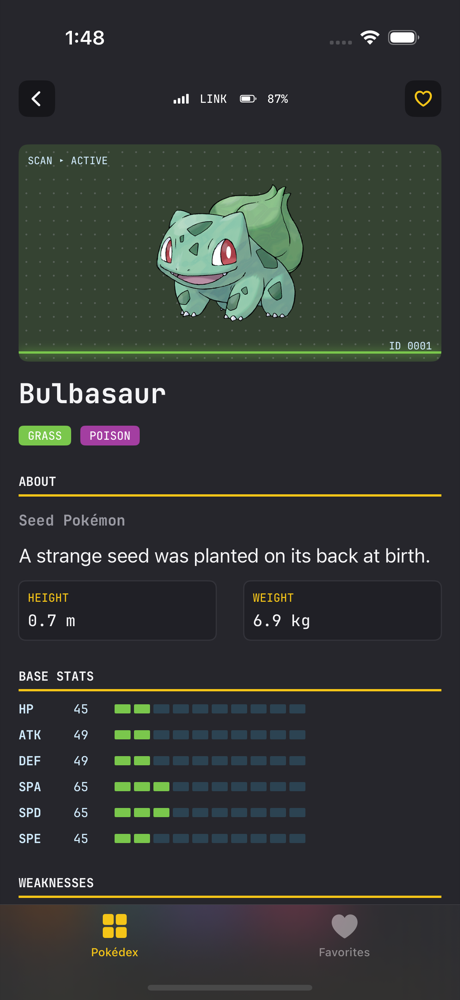 1:48
LINK 87%
SCAN ▸ ACTIVE
ID 0001
Bulbasaur
GRASS POISON
ABOUT
Seed Pokémon
A strange seed was planted on its back at birth.
HEIGHT WEIGHT
0.7 m 6.9 kg
BASE STATS
HP 45
ATK 49
DEF 49
SPA 65
SPD 65
SPE 45
WEAKNESSES
Pokédex Favorites